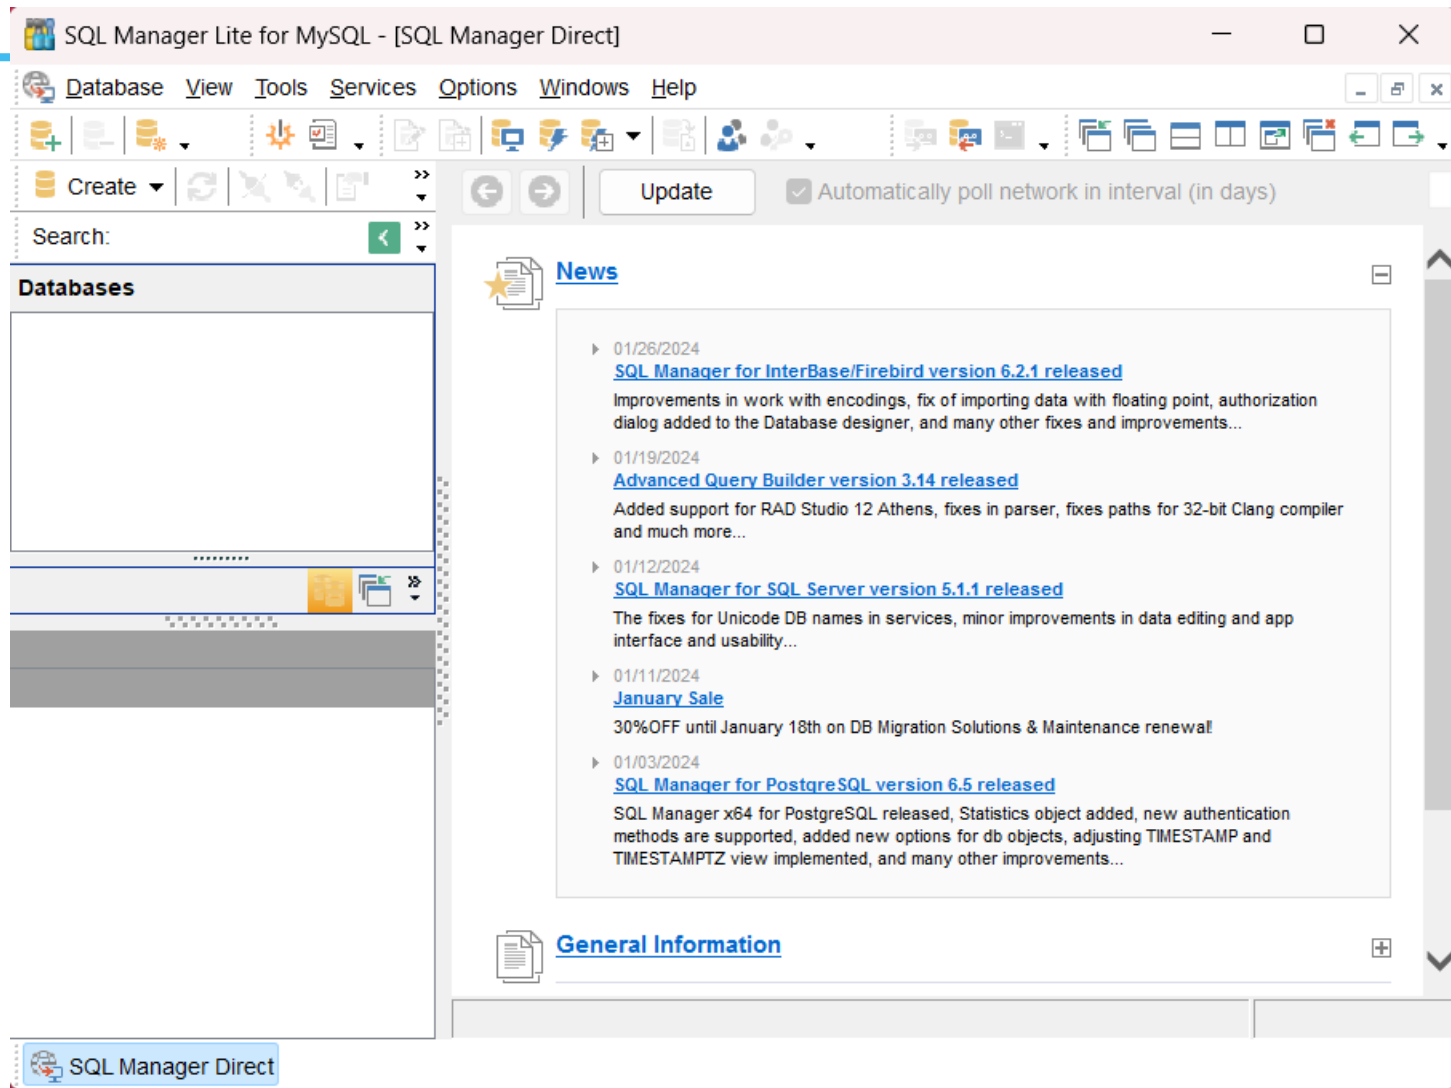 SQL Manager Lite for MySQL - [SQL Manager Direct]
Database View Tools Services Options Windows Help
Create
Update
Automatically poll network in interval (in days)
Search:
Databases
News
01/26/2024
SQL Manager for InterBase/Firebird version 6.2.1 released
Improvements in work with encodings, fix of importing data with floating point, authorization
dialog added to the Database designer, and many other fixes and improvements...
01/19/2024
Advanced Query Builder version 3.14 released
Added support for RAD Studio 12 Athens, fixes in parser, fixes paths for 32-bit Clang compiler
and much more...
01/12/2024
SQL Manager for SQL Server version 5.1.1 released
The fixes for Unicode DB names in services, minor improvements in data editing and app
interface and usability...
01/11/2024
January Sale
30%OFF until January 18th on DB Migration Solutions & Maintenance renewal!
01/03/2024
SQL Manager for PostgreSQL version 6.5 released
SQL Manager x64 for PostgreSQL released, Statistics object added, new authentication
methods are supported, added new options for db objects, adjusting TIMESTAMP and
TIMESTAMPTZ view implemented, and many other improvements...
General Information
SQL Manager Direct